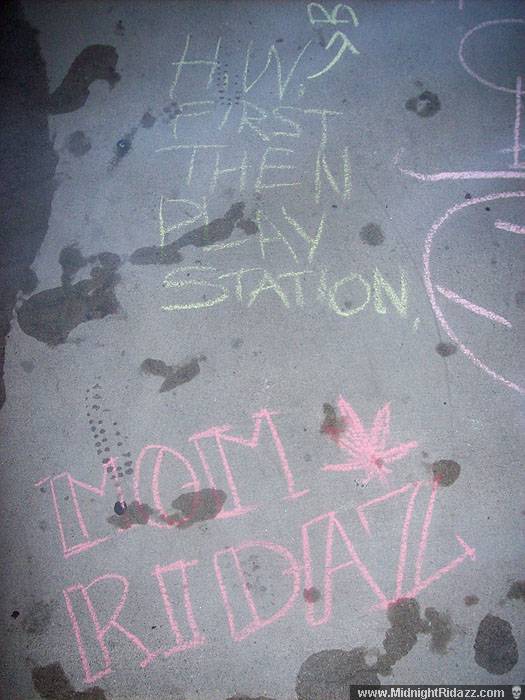 H.W.
FIRST
THEN
PLAY
STATION,
MOM
RIDAZ
www.MidnightRidazz.com